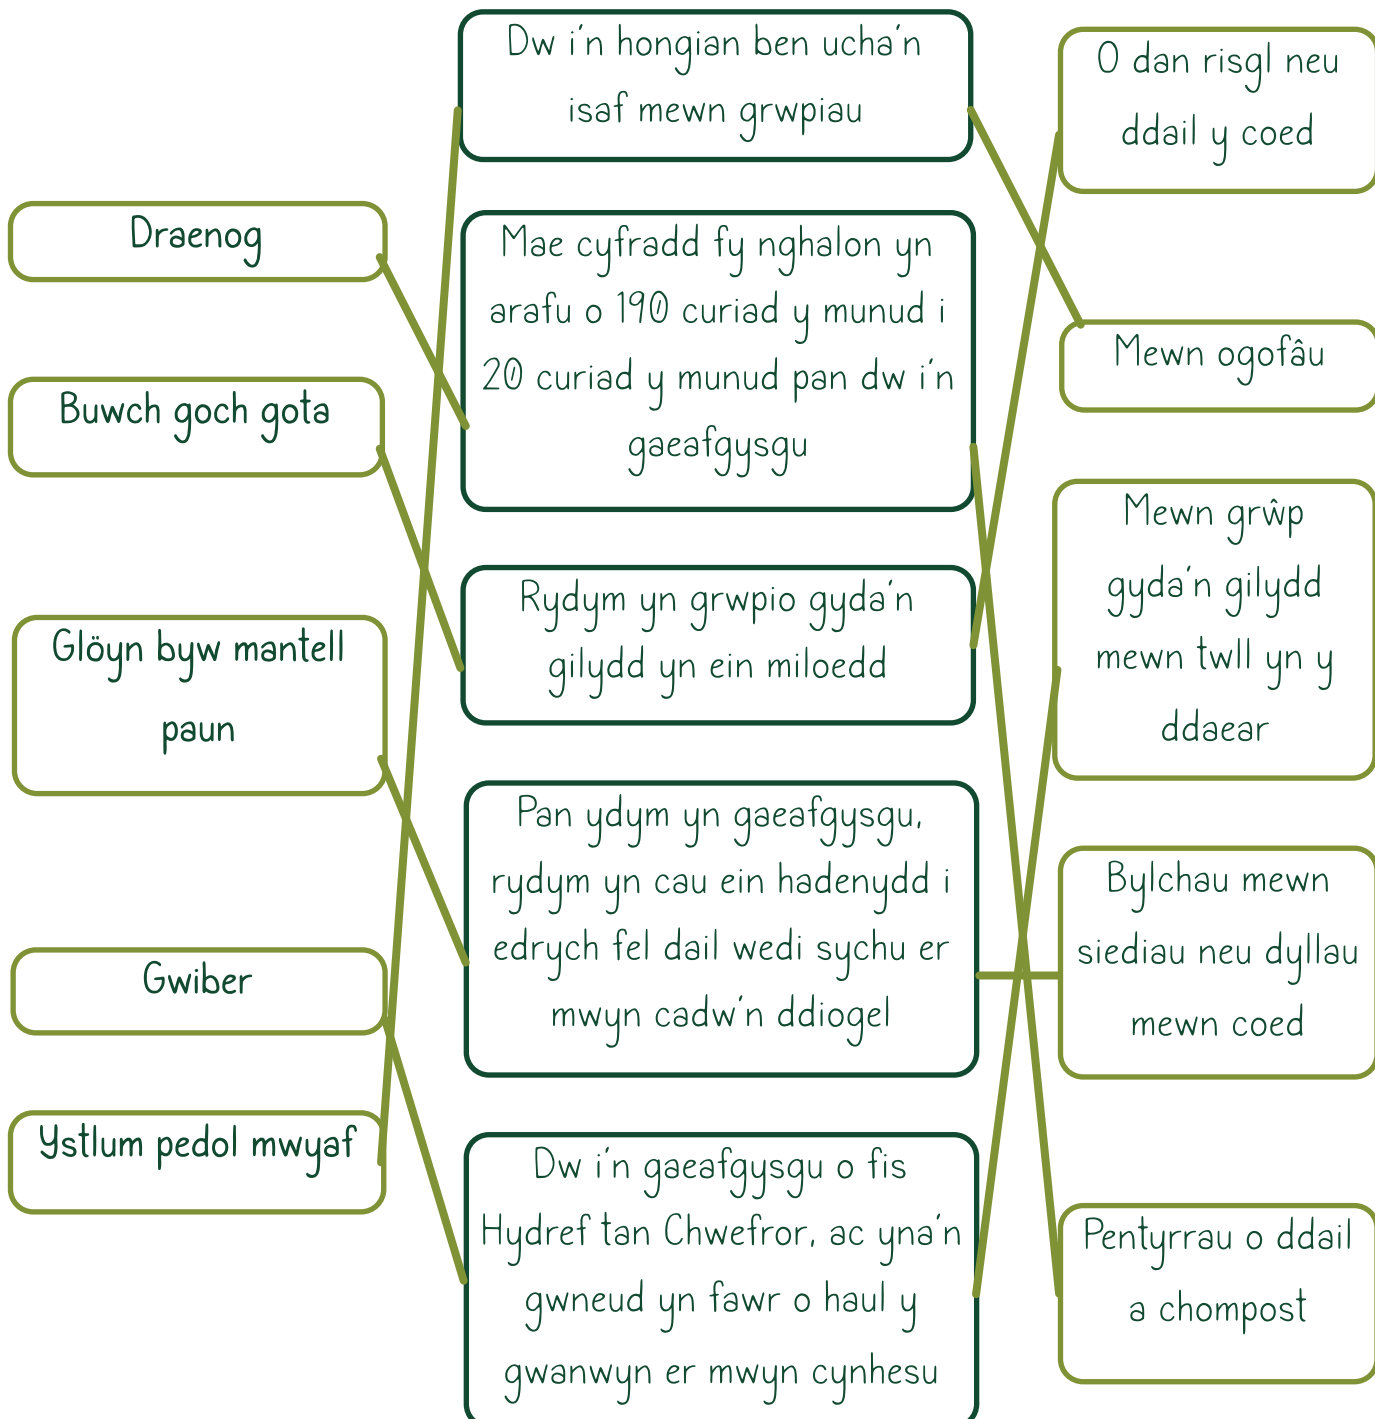 Draenog
Buwch goch gota
Glöyn byw mantell
paun
Gwiber
Ystlum pedol mwyaf
Dw i'n hongian ben ucha'n
isaf mewn grwpiau
Mae cyfradd fy nghalon yn
arafu o 190 curiad y munud i
20 curiad y munud pan dw i'n
gaeafgysgu
Rydym yn grwpio gyda'n
gilydd yn ein miloedd
Pan ydym yn gaeafgysgu,
rydym yn cau ein hadenydd i
edrych fel dail wedi sychu er
mwyn cadw'n ddiogel
Dw i'n gaeafgysgu o fis
Hydref tan Chwefror, ac yna'n
gwneud yn fawr o haul y
gwanwyn er mwyn cynhesu
O dan risgl neu
ddail y coed
Mewn ogofâu
Mewn grŵp
gyda'n gilydd
mewn twll yn y
ddaear
Bylchau mewn
siediau neu dyllau
mewn coed
Pentyrrau o ddail
a chompost